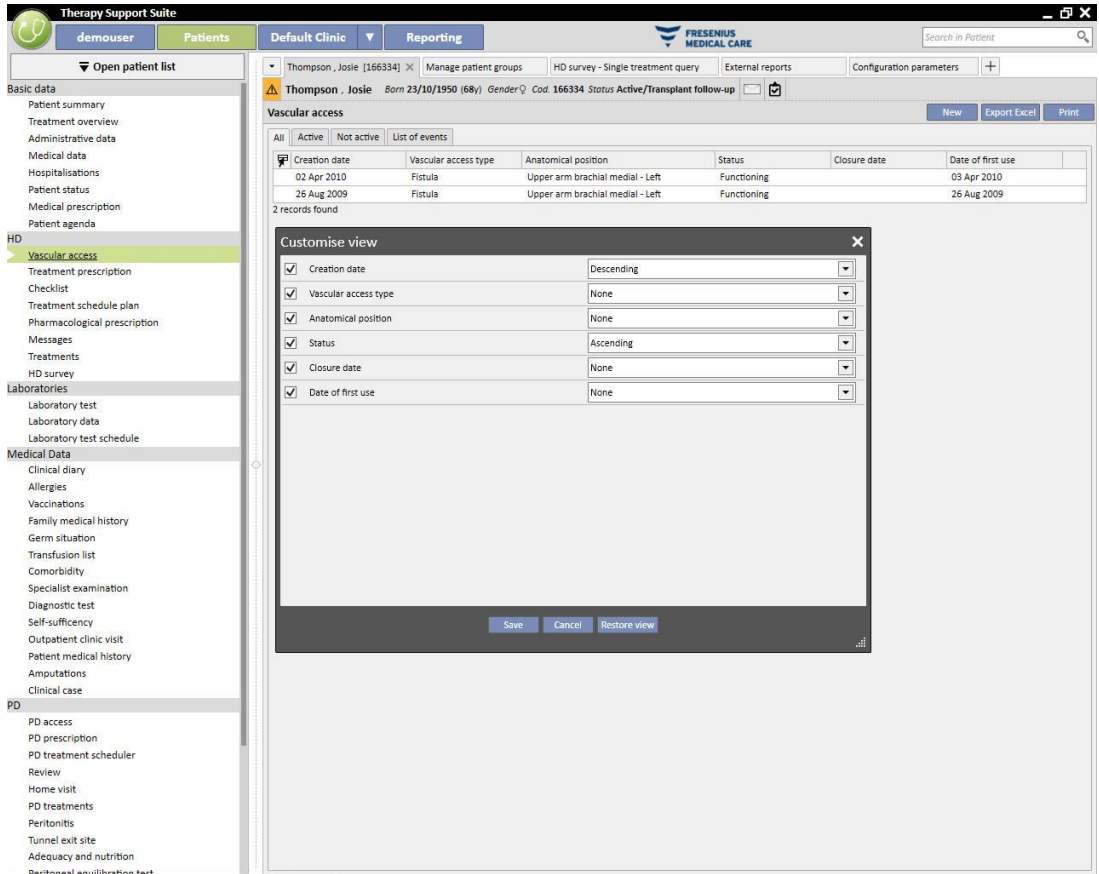 Therapy Support Suite
demouser Patients Default Clinic Reporting FRESENIUS MEDICAL CARE Search in Patient
Open patient list
Basic data
Patient summary
Treatment overview
Administrative data
Medical data
Hospitalisations
Patient status
Medical prescription
Patient agenda
HD
Vascular access
Treatment prescription
Checklist
Treatment schedule plan
Pharmacological prescription
Messages
Treatments
HD survey
Laboratories
Laboratory test
Laboratory data
Laboratory test schedule
Medical Data
Clinical diary
Allergies
Vaccinations
Family medical history
Germ situation
Transfusion list
Comorbidity
Specialist examination
Diagnostic test
Self-sufficency
Outpatient clinic visit
Patient medical history
Amputations
Clinical case
PD
PD access
PD prescription
PD treatment scheduler
Review
Home visit
PD treatments
Peritonitis
Tunnel exit site
Adequacy and nutrition
Peritoneal equilibration test
Thompson , Josie [166334] Manage patient groups HD survey - Single treatment query External reports Configuration parameters
Thompson , Josie Born 23/10/1950 (68y) Gender♀ Cod. 166334 Status Active/Transplant follow-up
Vascular access New Export Excel Print
All Active Not active List of events
Creation date Vascular access type Anatomical position Status Closure date Date of first use
02 Apr 2010 Fistula Upper arm brachial medial - Left Functioning 03 Apr 2010
26 Aug 2009 Fistula Upper arm brachial medial - Left Functioning 26 Aug 2009
2 records found
Customise view
Creation date Descending
Vascular access type None
Anatomical position None
Status Ascending
Closure date None
Date of first use None
Save Cancel Restore view